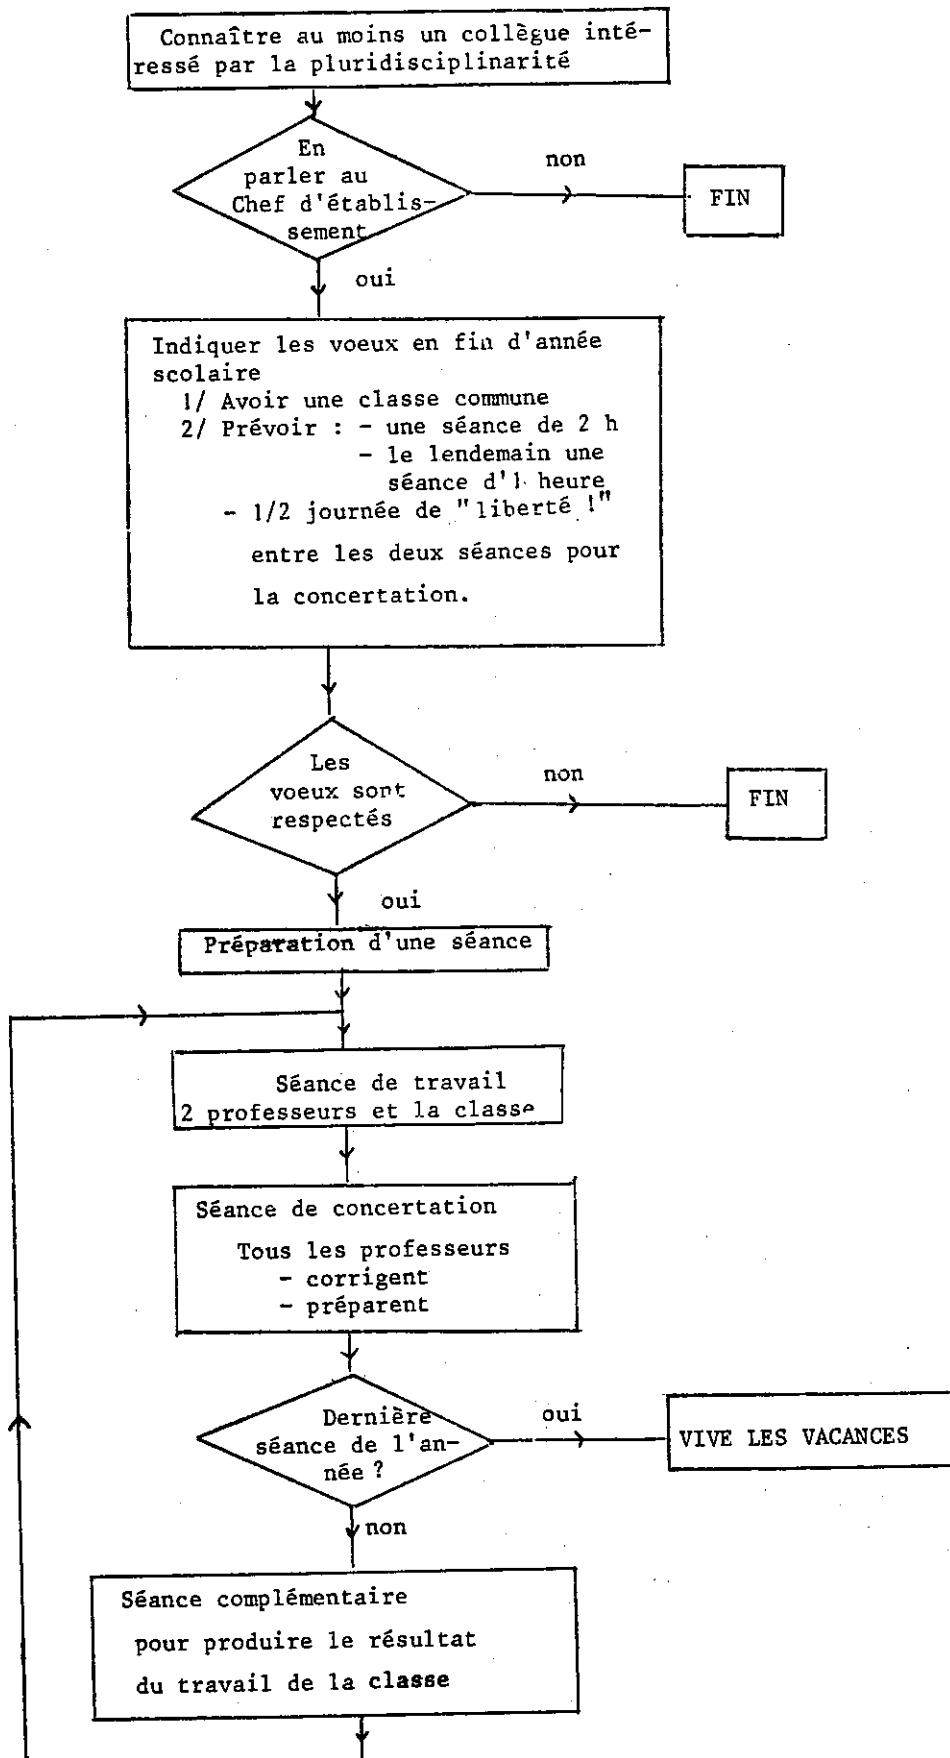 Connaître au moins un collègue inté-
ressé par la pluridisciplinarité
En
parler au
Chef d'établis-
sement
non
FIN
oui
Indiquer les voeux en fin d'année
scolaire
1/ Avoir une classe commune
2/ Prévoir : - une séance de 2 h
- le lendemain une
séance d'1 heure
- 1/2 journée de "liberté !"
entre les deux séances pour
la concertation.
Les
voeux sont
respectés
non
FIN
oui
Préparation d'une séance
Séance de travail
2 professeurs et la classe
Séance de concertation
Tous les professeurs
- corrigent
- préparent
Dernière
séance de l'an-
née ?
oui
VIVE LES VACANCES
non
Séance complémentaire
pour produire le résultat
du travail de la classe